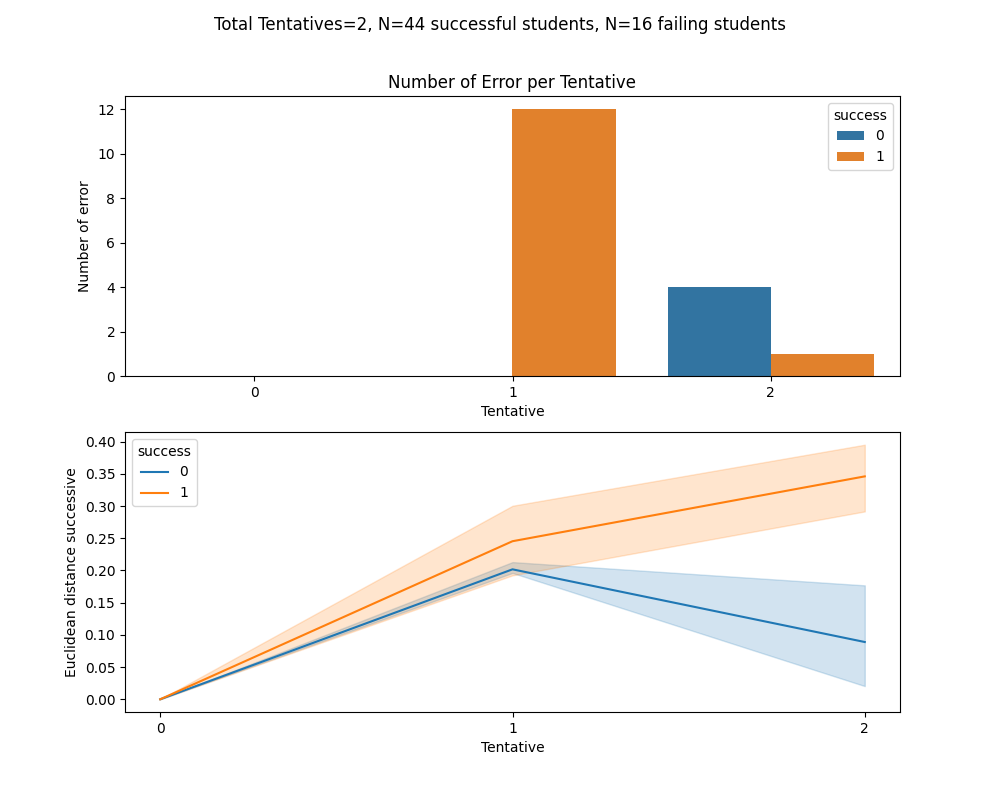 Total Tentatives=2, N=44 successful students, N=16 failing students
Number of Error per Tentative
12
10
8
6
4
2
0
Number of error
success
0
1
0 1 2
Tentative
0.40
0.35
0.30
0.25
0.20
0.15
0.10
0.05
0.00
Euclidean distance successive
success
0
1
0 1 2
Tentative